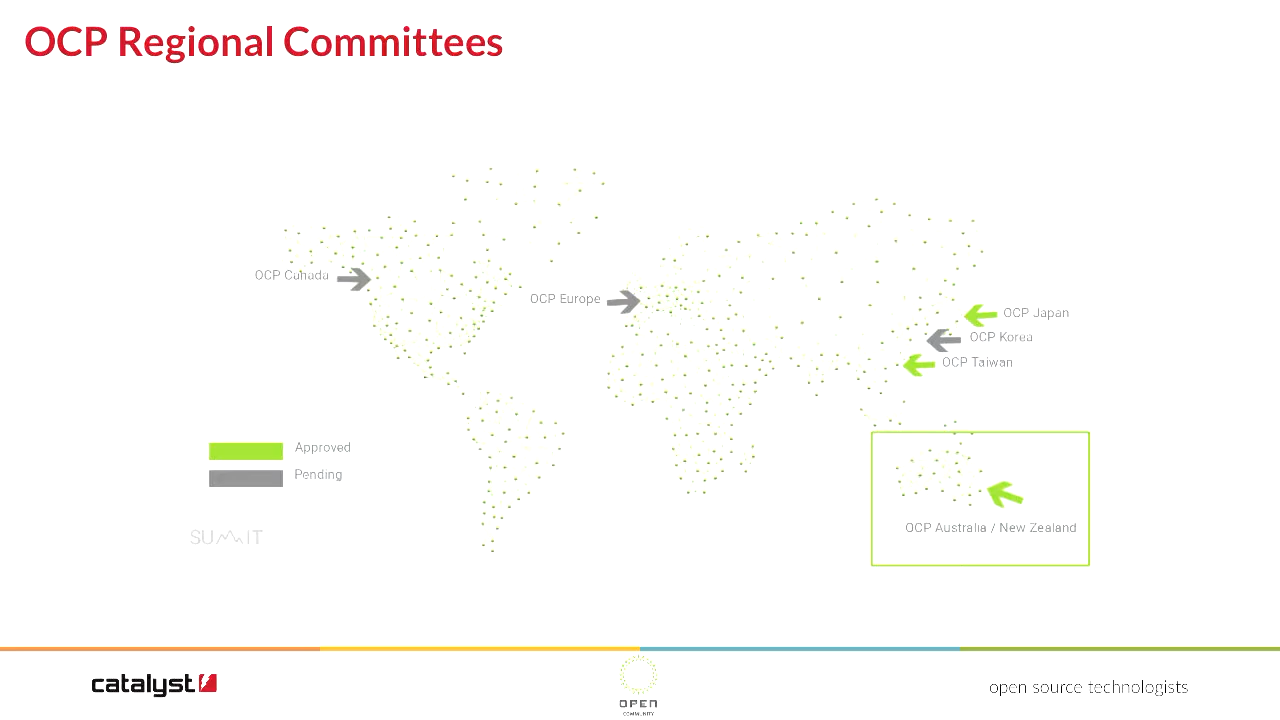 OCP Regional Committees
OCP Canada
OCP Europe
OCP Japan
OCP Korea
OCP Taiwan
Approved
Pending
OCP Australia / New Zealand
SUMMIT
catalyst
OPEN
COMMUNITY
open source technologists